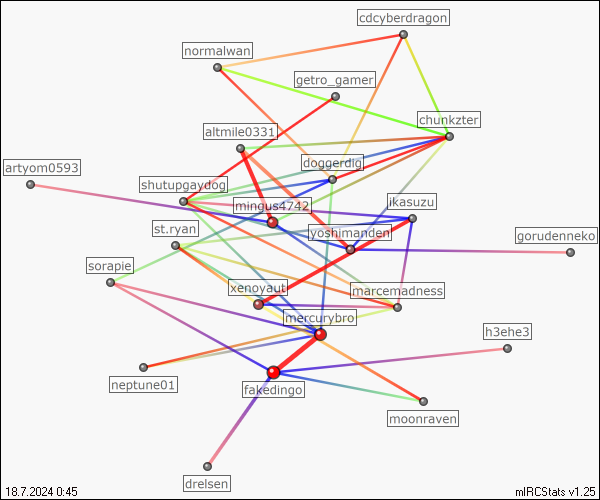 cdcyberdragon
normalwan
getro_gamer
chunkzter
altmile0331
doggerdig
artyom0593
shutupgaydog
ikasuzu
mingus4742
st.ryan
yoshimanden
gorudenneko
sorapie
xenoyaut
marcemadness
mercurybro
h3ehe3
neptune01
fakedingo
moonraven
drelsen
18.7.2024 0:45
mIRCStats v1.25